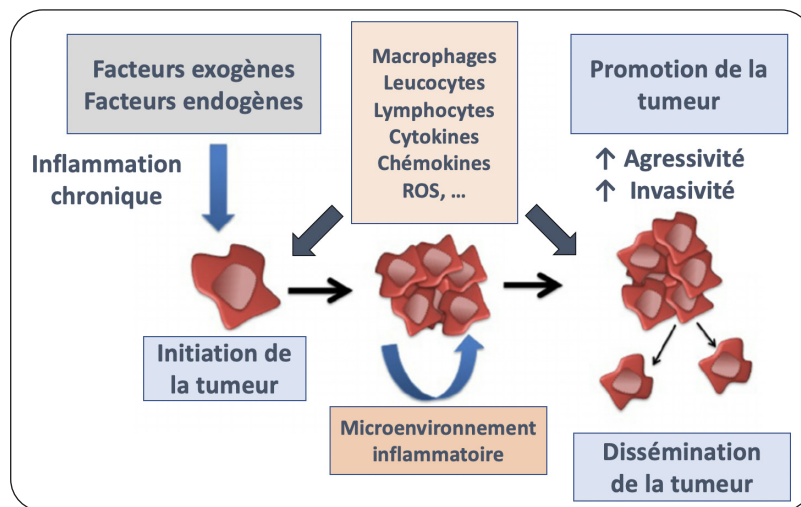 Facteurs exogènes
Facteurs endogènes
Inflammation
chronique
Macrophages
Leucocytes
Lymphocytes
Cytokines
Chémokines
ROS, ...
Promotion de la
tumeur
↑ Agressivité
↑ Invasivité
Initiation de
la tumeur
Microenvironnement
inflammatoire
Dissémination
de la tumeur